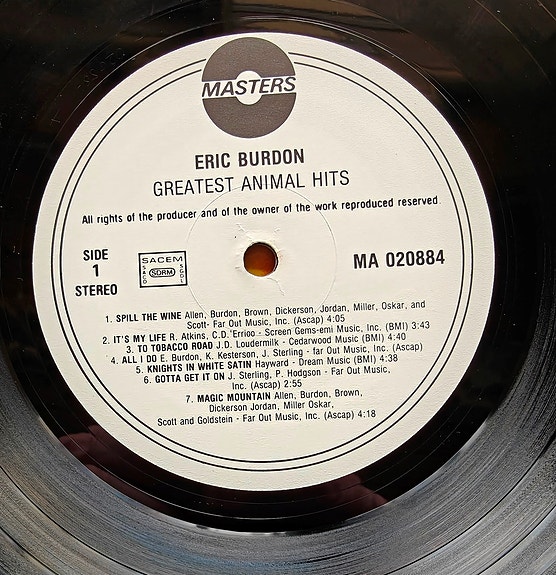 MASTERS
ERIC BURDON
GREATEST ANIMAL HITS
All rights of the producer and of the owner of the work reproduced reserved
SIDE
1
STEREO
SACEM
SACD SDRM SGDL
MA 020884
1. SPILL THE WINE Allen, Burdon, Brown, Dickerson, Jordan, Miller, Oskar, and
Scott- Far Out Music, Inc. (Ascap) 4:05
2. IT'S MY LIFE R. Atkins, C.D.'Errioo - Screen Gems-emi Music, Inc. (BMI) 3:43
3. TO TOBACCO ROAD J.D. Loudermilk - Cedarwood Music (BMI) 4:40
4. ALL I DO E. Burdon, K. Kesterson, J. Sterling - far Out Music, Inc. (Ascap)
5. KNIGHTS IN WHITE SATIN Hayward - Dream Music (BMI) 4:38
6. GOTTA GET IT ON J. Sterling, P. Hodgson - Far Out Music,
Inc. (Ascap) 2:55
7. MAGIC MOUNTAIN Allen, Burdon, Brown,
Dickerson Jordan, Miller Oskar,
Scott and Goldstein - Far Out Music, Inc. (Ascap) 4:18